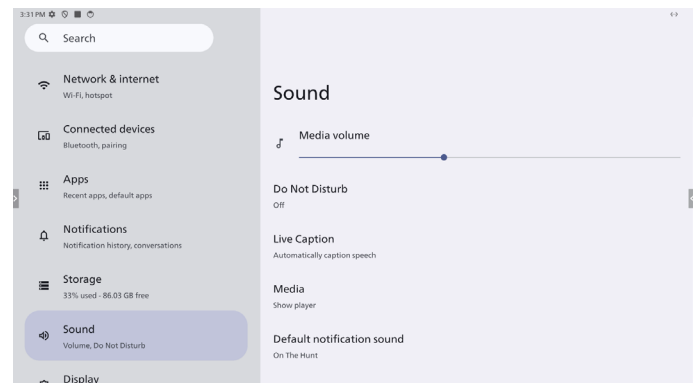 3:31 PM
Search
Network & internet
Wi-Fi, hotspot
Connected devices
Bluetooth, pairing
Apps
Recent apps, default apps
Notifications
Notification history, conversations
Storage
33% used - 86.03 GB free
Sound
Volume, Do Not Disturb
Display
Sound
Media volume
Do Not Disturb
Off
Live Caption
Automatically caption speech
Media
Show player
Default notification sound
On The Hunt